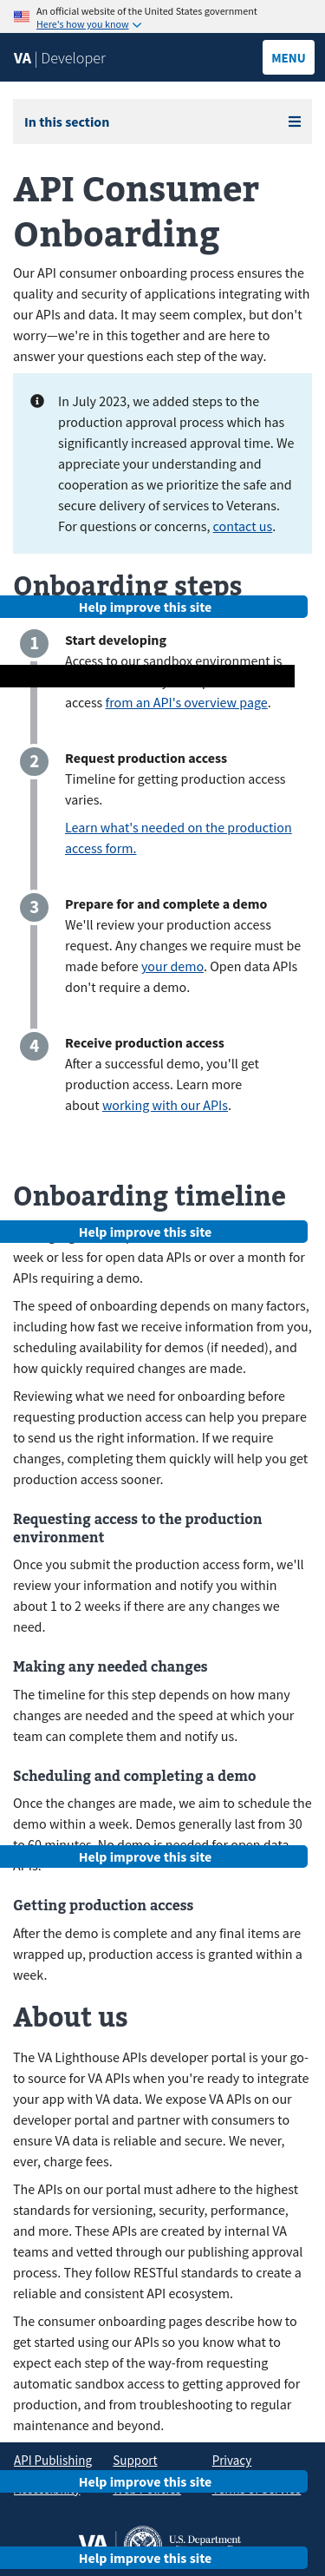 An official website of the United States government
Here's how you know
VA | Developer
MENU
In this section
API Consumer
Onboarding
Our API consumer onboarding process ensures the
quality and security of applications integrating with
our APIs and data. It may seem complex, but don't
worry—we're in this together and are here to
answer your questions each step of the way.
In July 2023, we added steps to the
production approval process which has
significantly increased approval time. We
appreciate your understanding and
cooperation as we prioritize the safe and
secure delivery of services to Veterans.
For questions or concerns, contact us.
Onboarding steps
Help improve this site
1
Start developing
Access to our sandbox environment is
access from an API's overview page.
2
Request production access
Timeline for getting production access
varies.
Learn what's needed on the production
access form.
3
Prepare for and complete a demo
We'll review your production access
request. Any changes we require must be
made before your demo. Open data APIs
don't require a demo.
4
Receive production access
After a successful demo, you'll get
production access. Learn more
about working with our APIs.
Onboarding timeline
Help improve this site
week or less for open data APIs or over a month for
APIs requiring a demo.
The speed of onboarding depends on many factors,
including how fast we receive information from you,
scheduling availability for demos (if needed), and
how quickly required changes are made.
Reviewing what we need for onboarding before
requesting production access can help you prepare
to send us the right information. If we require
changes, completing them quickly will help you get
production access sooner.
Requesting access to the production
environment
Once you submit the production access form, we'll
review your information and notify you within
about 1 to 2 weeks if there are any changes we
need.
Making any needed changes
The timeline for this step depends on how many
changes are needed and the speed at which your
team can complete them and notify us.
Scheduling and completing a demo
Once the changes are made, we aim to schedule the
demo within a week. Demos generally last from 30
to 60 minutes. No demo is needed for open data
Help improve this site
APIs.
Getting production access
After the demo is complete and any final items are
wrapped up, production access is granted within a
week.
About us
The VA Lighthouse APIs developer portal is your go-
to source for VA APIs when you're ready to integrate
your app with VA data. We expose VA APIs on our
developer portal and partner with consumers to
ensure VA data is reliable and secure. We never,
ever, charge fees.
The APIs on our portal must adhere to the highest
standards for versioning, security, performance,
and more. These APIs are created by internal VA
teams and vetted through our publishing approval
process. They follow RESTful standards to create a
reliable and consistent API ecosystem.
The consumer onboarding pages describe how to
get started using our APIs so you know what to
expect each step of the way-from requesting
automatic sandbox access to getting approved for
production, and from troubleshooting to regular
maintenance and beyond.
API Publishing Support Privacy
Help improve this site
VA U.S. Department
Help improve this site